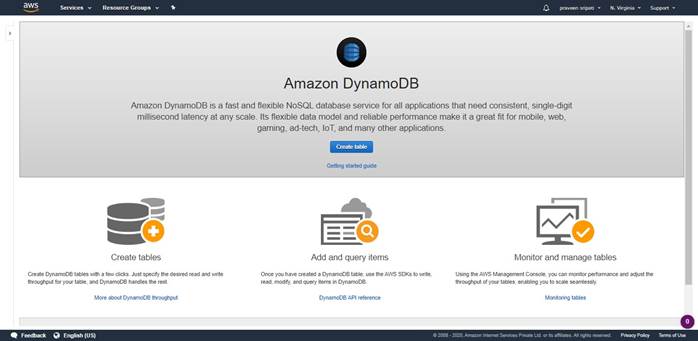 aws Services Resource Groups praveen sripati N. Virginia Support
Amazon DynamoDB
Amazon DynamoDB is a fast and flexible NoSQL database service for all applications that need consistent, single-digit
millisecond latency at any scale. Its flexible data model and reliable performance make it a great fit for mobile, web,
gaming, ad-tech, IoT, and many other applications.
Create table
Getting started guide
Create tables
Create DynamoDB tables with a few clicks. Just specify the desired read and write
throughput for your table, and DynamoDB handles the rest.
More about DynamoDB throughput
Add and query items
Once you have created a DynamoDB table, use the AWS SDKs to write,
read, modify, and query items in DynamoDB.
DynamoDB API reference
Monitor and manage tables
Using the AWS Management Console, you can monitor performance and adjust the
throughput of your tables, enabling you to scale seamlessly.
Monitoring tables
0
Feedback English (US) © 2008 - 2020, Amazon Internet Services Private Ltd. or its affiliates. All rights reserved. Privacy Policy Terms of Use